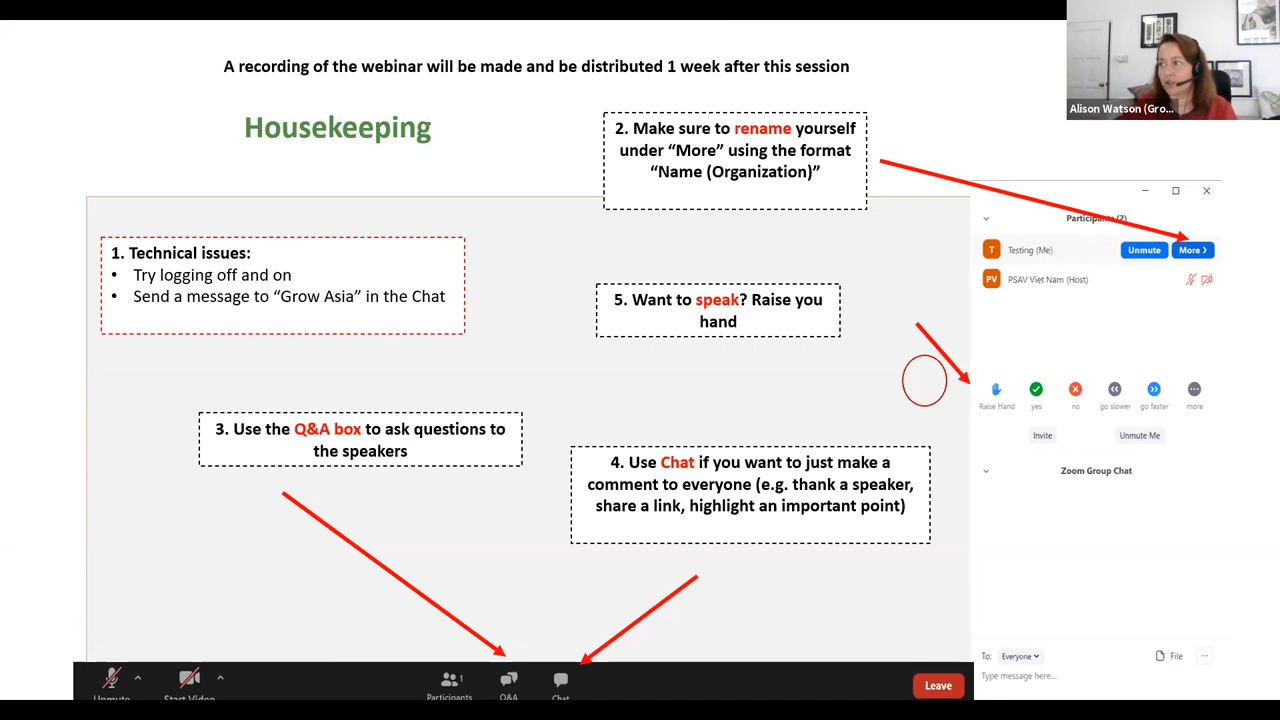 A recording of the webinar will be made and be distributed 1 week after this session
Alison Watson (Gro...
Housekeeping
2. Make sure to rename yourself
under “More” using the format
“Name (Organization)”
1. Technical issues:
• Try logging off and on
• Send a message to “Grow Asia” in the Chat
5. Want to speak? Raise you
hand
3. Use the Q&A box to ask questions to
the speakers
4. Use Chat if you want to just make a
comment to everyone (e.g. thank a speaker,
share a link, highlight an important point)
Participants (2)
T Testing (Me) Unmute More
PV PSAV Viet Nam (Host)
Raise Hand yes no go slower go faster more
Invite Unmute Me
Zoom Group Chat
To: Everyone File
Type message here...
Unmute Start Video Participants 1 Q&A Chat Leave